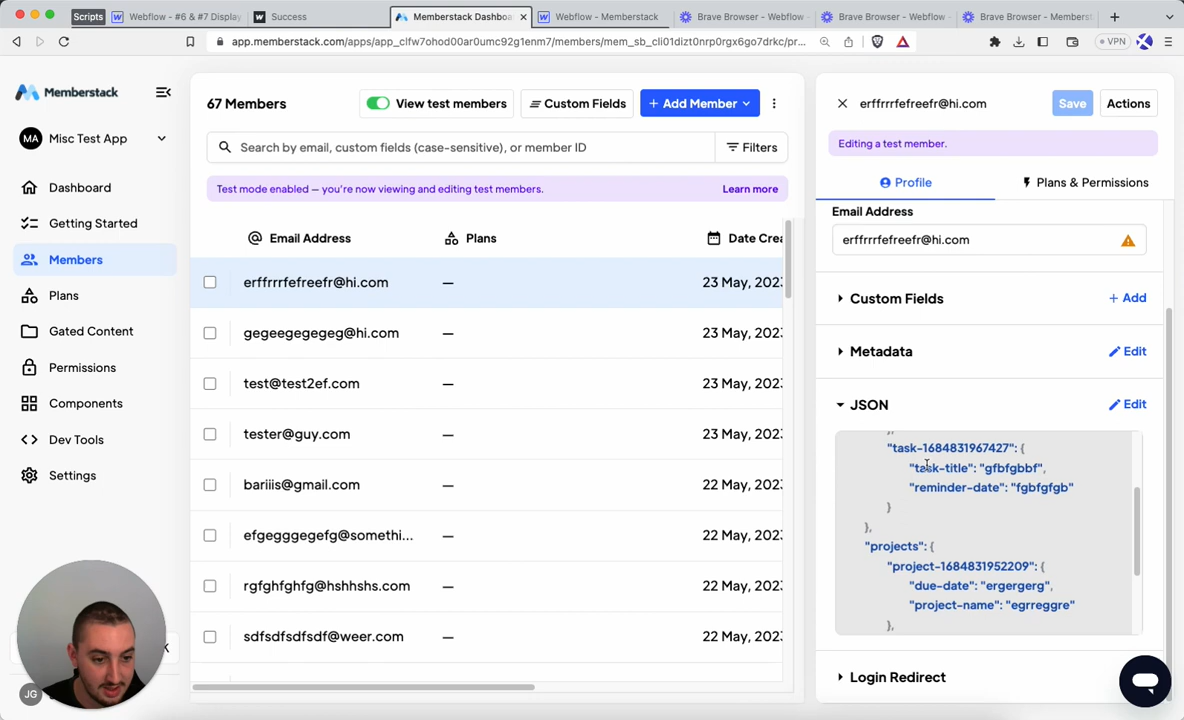 Scripts
Webflow - #6 & #7 Display
Success
Memberstack Dashboa
Webflow - Memberstack
Brave Browser - Webflow
Brave Browser - Webflow
Brave Browser - Memberst
app.memberstack.com/apps/app_clfw7ohod00ar0umc92g1enm7/members/mem_sb_cli01dizt0nrp0rgx6go7drkc/pr...
VPN
Memberstack
MA Misc Test App
Dashboard
Getting Started
Members
Plans
Gated Content
Permissions
Components
Dev Tools
Settings
JG
67 Members
View test members
Custom Fields
+ Add Member
Search by email, custom fields (case-sensitive), or member ID
Filters
Test mode enabled — you're now viewing and editing test members.
Learn more
Email Address
Plans
Date Crea
erffrrrfefreefr@hi.com — 23 May, 2023
gegeegegegeg@hi.com — 23 May, 2023
test@test2ef.com — 23 May, 2023
tester@guy.com — 23 May, 2023
bariiis@gmail.com — 22 May, 2023
efgegggegefg@somethi... — 22 May, 2023
rgfghfghfg@hshhshs.com — 22 May, 2023
sdfsdfsdfsdf@weer.com — 22 May, 2023
erffrrrfefreefr@hi.com
Save
Actions
Editing a test member.
Profile
Plans & Permissions
Email Address
erffrrrfefreefr@hi.com
Custom Fields
+ Add
Metadata
Edit
JSON
Edit
},
"task-1684831967427": {
"task-title": "gfbfgbbf",
"reminder-date": "fgbfgfgb"
}
},
"projects": {
"project-1684831952209": {
"due-date": "ergergerg",
"project-name": "egrreggre"
},
Login Redirect